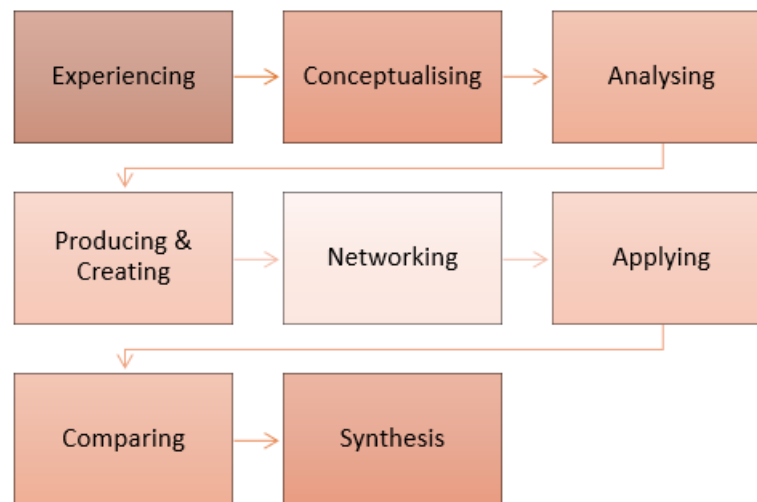 Experiencing
Conceptualising
Analysing
Producing &
Creating
Networking
Applying
Comparing
Synthesis